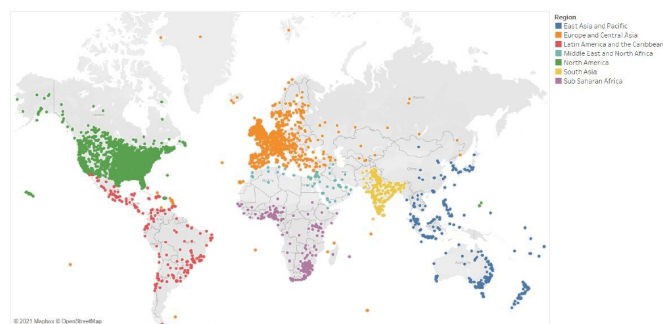 Region
East Asia and Pacific
Europe and Central Asia
Latin America and the Caribbean
Middle East and North Africa
North America
South Asia
Sub Saharan Africa
© 2021 Mapbox © OpenStreetMap